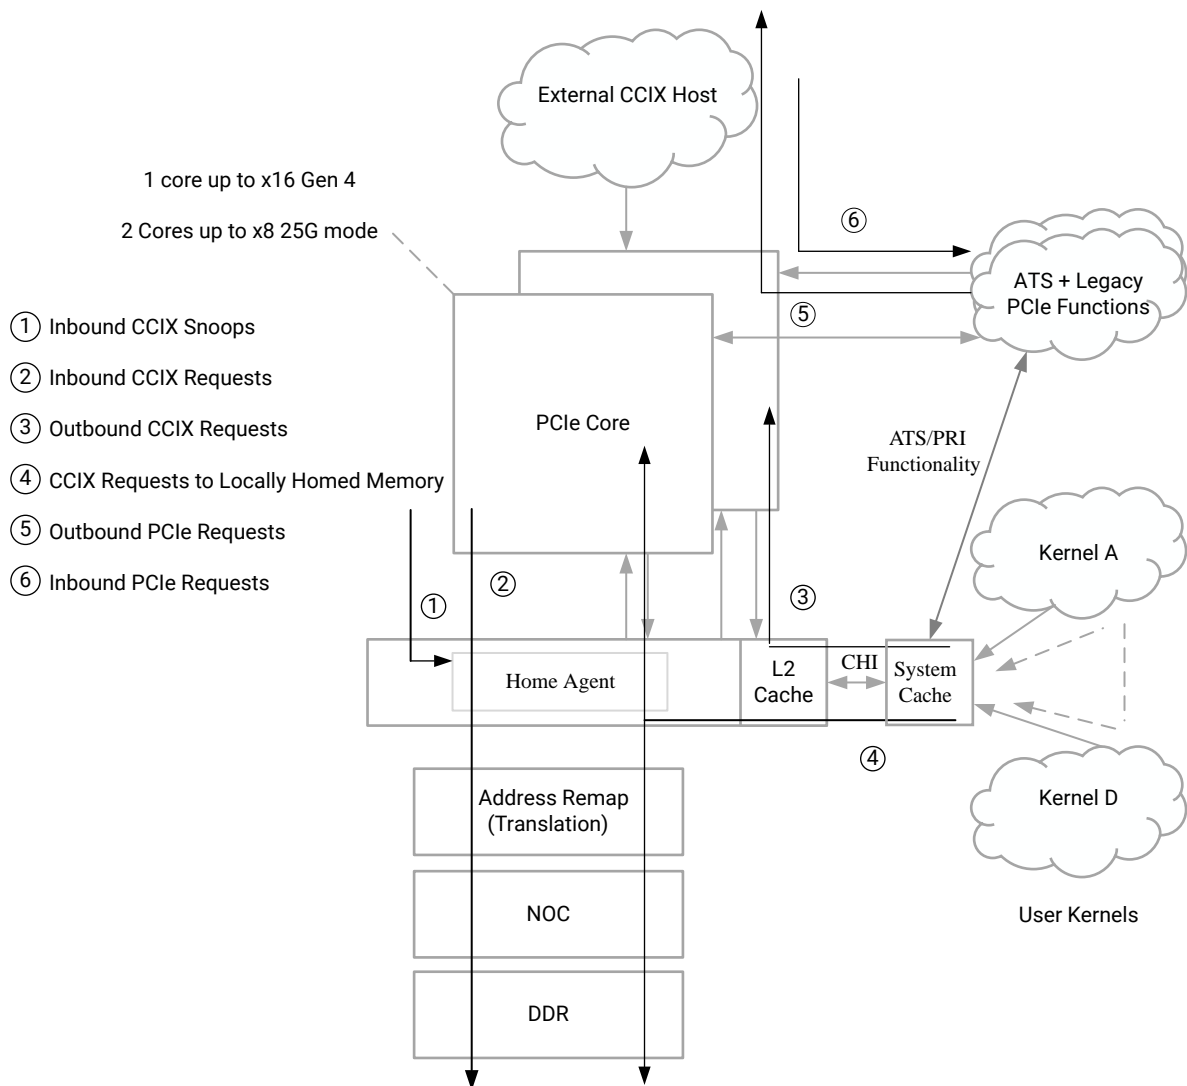 External CCIX Host
1 core up to x16 Gen 4
2 Cores up to x8 25G mode
6
ATS + Legacy
PCIe Functions
5
1 Inbound CCIX Snoops
2 Inbound CCIX Requests
3 Outbound CCIX Requests
4 CCIX Requests to Locally Homed Memory
5 Outbound PCIe Requests
6 Inbound PCIe Requests
PCIe Core
ATS/PRI
Functionality
Kernel A
2
1
3
Home Agent
L2
Cache
CHI
System
Cache
4
Address Remap
(Translation)
Kernel D
NOC
User Kernels
DDR